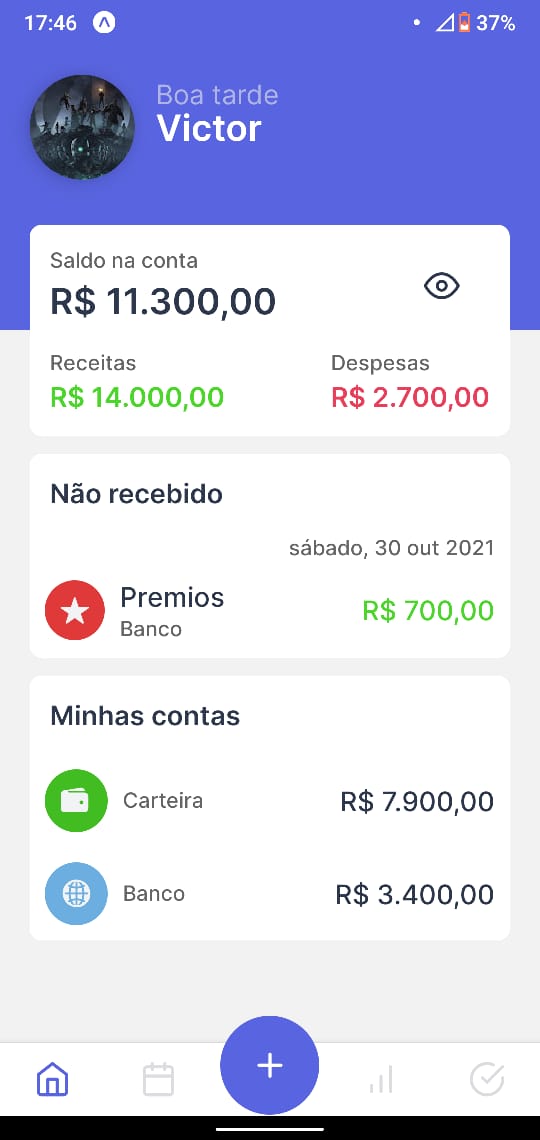 17:46
37%
Boa tarde
Victor
Saldo na conta
R$ 11.300,00
Receitas
Despesas
R$ 14.000,00
R$ 2.700,00
Não recebido
sábado, 30 out 2021
Premios
R$ 700,00
Banco
Minhas contas
Carteira
R$ 7.900,00
Banco
R$ 3.400,00